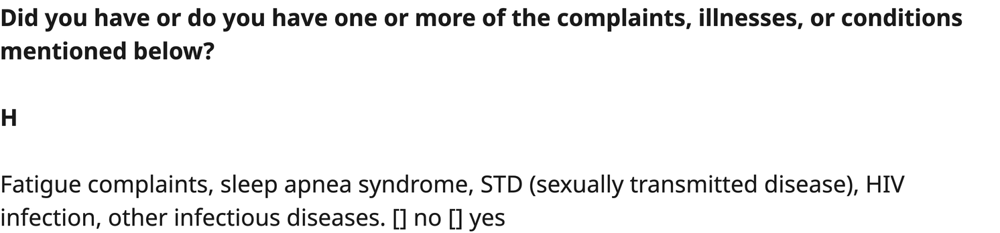 Did you have or do you have one or more of the complaints, illnesses, or conditions
mentioned below?
H
Fatigue complaints, sleep apnea syndrome, STD (sexually transmitted disease), HIV
infection, other infectious diseases. [] no [] yes